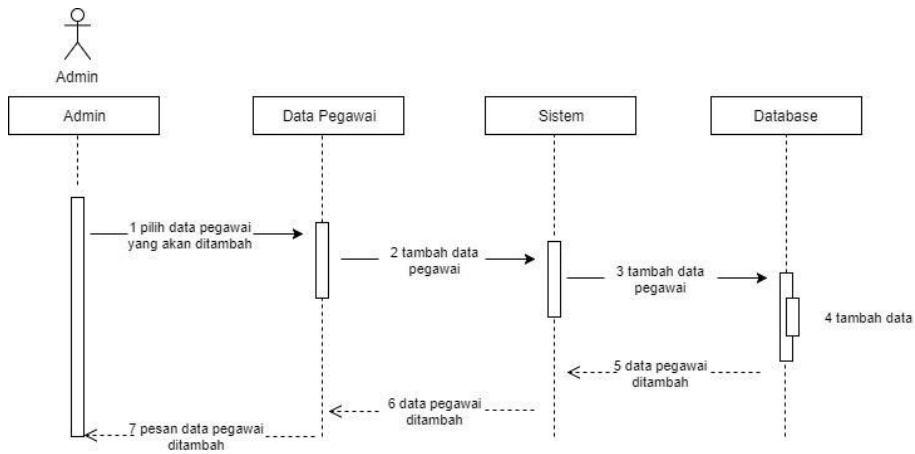 Admin
Admin
Data Pegawai
Sistem
Database
1 pilih data pegawai
yang akan ditambah
2 tambah data
pegawai
3 tambah data
pegawai
4 tambah data
5 data pegawai
ditambah
6 data pegawai
ditambah
7 pesan data pegawai
ditambah